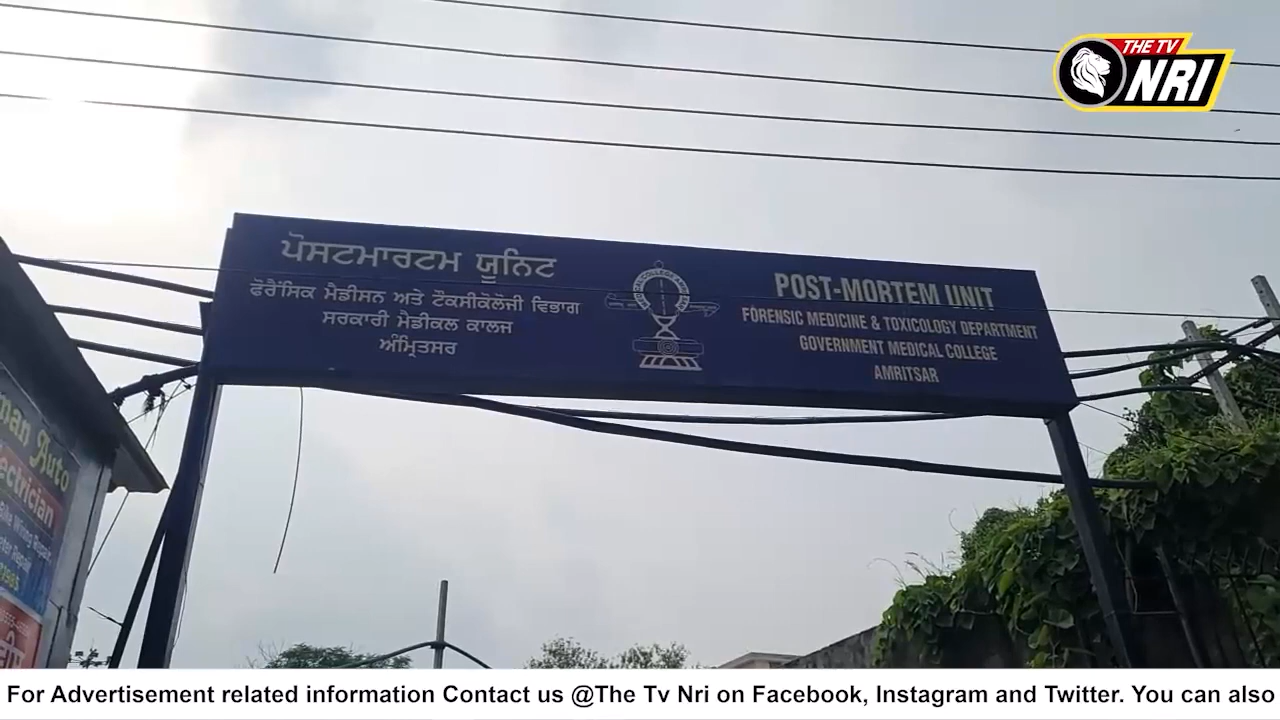 THE TV
NRI
ਪੋਸਟਮਾਰਟਮ ਯੂਨਿਟ
ਫੋਰੈਂਸਿਕ ਮੈਡੀਸਨ ਅਤੇ ਟੌਕਸੀਕੋਲੋਜੀ ਵਿਭਾਗ
ਸਰਕਾਰੀ ਮੈਡੀਕਲ ਕਾਲਜ
ਅੰਮ੍ਰਿਤਸਰ
POST-MORTEM UNIT
FORENSIC MEDICINE & TOXICOLOGY DEPARTMENT
GOVERNMENT MEDICAL COLLEGE
AMRITSAR
Auto
For Advertisement related information Contact us @The Tv Nri on Facebook, Instagram and Twitter. You can also